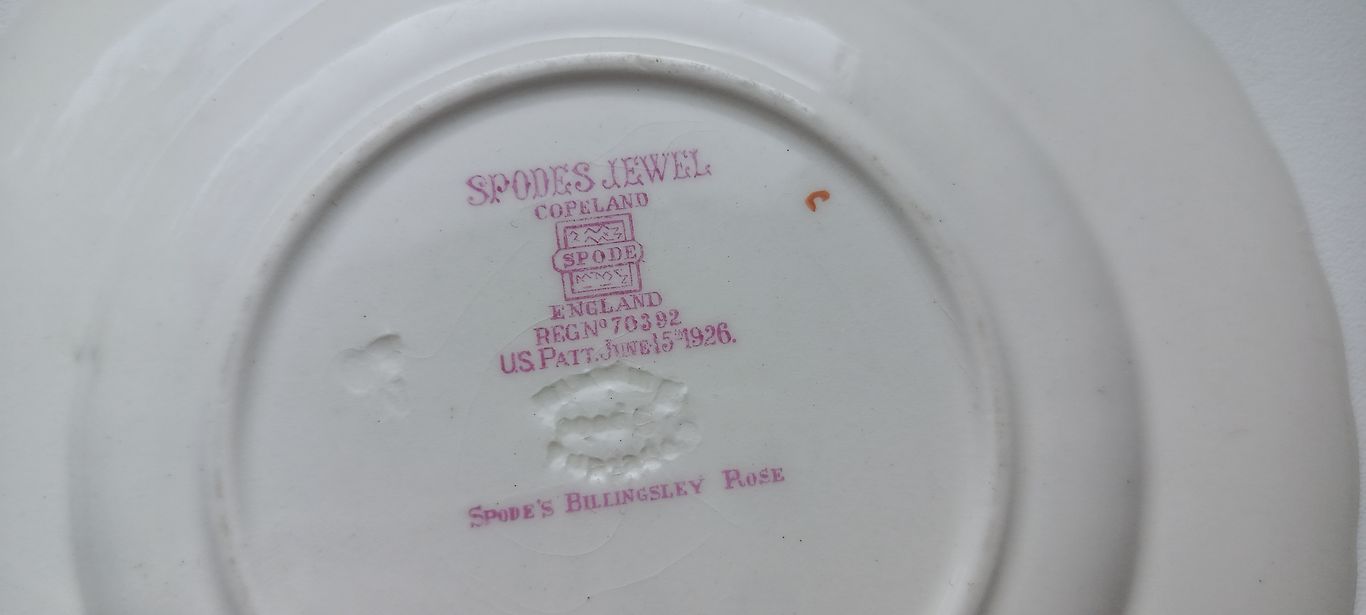 SPODES JEWEL
COPELAND
SPODE
ENGLAND
REG Nº 70392
U.S. PATT. JUNE 15TH 1926.
SPODE'S BILLINGSLEY ROSE